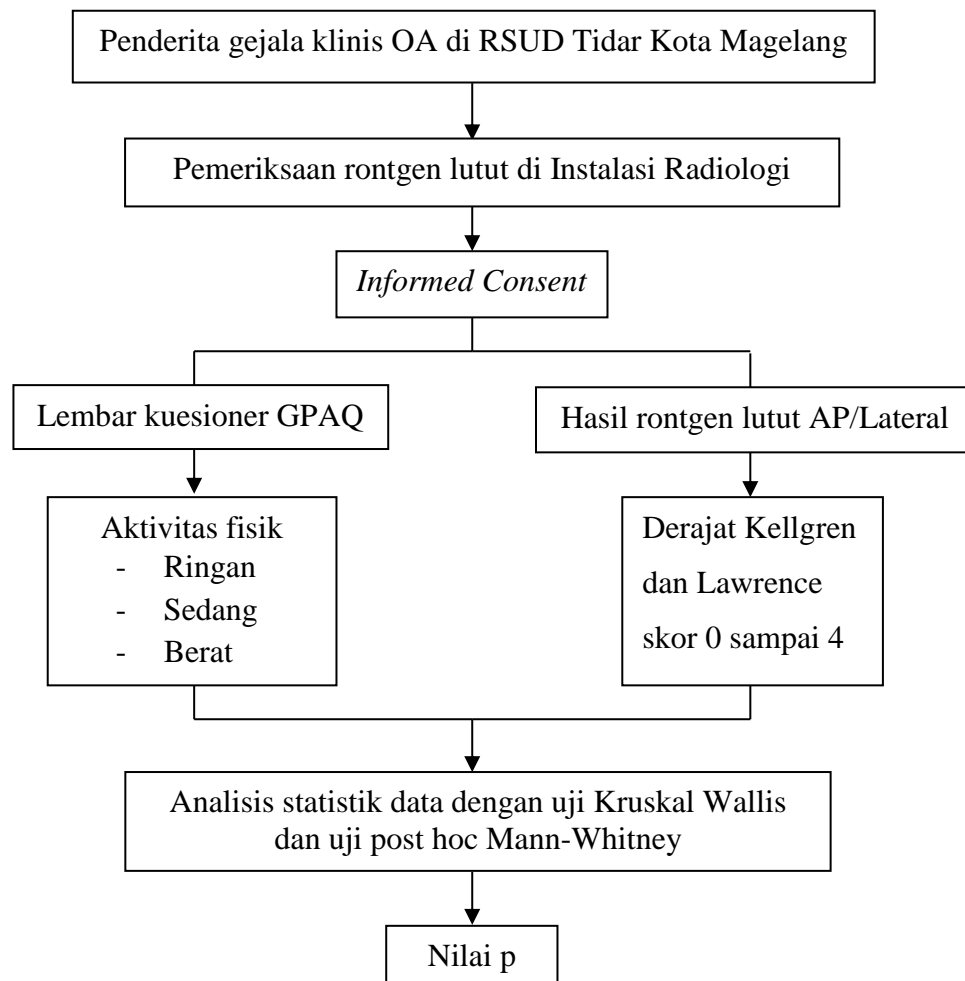 Penderita gejala klinis OA di RSUD Tidar Kota Magelang
Pemeriksaan rontgen lutut di Instalasi Radiologi
Informed Consent
Lembar kuesioner GPAQ
Hasil rontgen lutut AP/Lateral
Aktivitas fisik
- Ringan
- Sedang
- Berat
Derajat Kellgren
dan Lawrence
skor 0 sampai 4
Analisis statistik data dengan uji Kruskal Wallis
dan uji post hoc Mann-Whitney
Nilai p